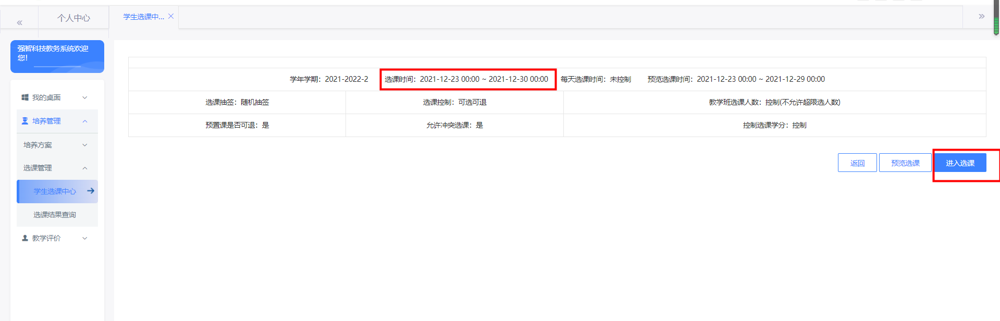 «
个人中心
学生选课中... ×
»
强智科技教务系统欢迎
您!
我的桌面
培养管理
培养方案
选课管理
学生选课中心
选课结果查询
教学评价
学年学期：2021-2022-2 选课时间：2021-12-23 00:00 ~ 2021-12-30 00:00 每天选课时间：未控制 预览选课时间：2021-12-23 00:00 ~ 2021-12-29 00:00
选课抽签：随机抽签 选课控制：可选可退 教学班选课人数：控制(不允许超限选人数)
预置课是否可退：是 允许冲突选课：是 控制选课学分：控制
返回 预览选课 进入选课